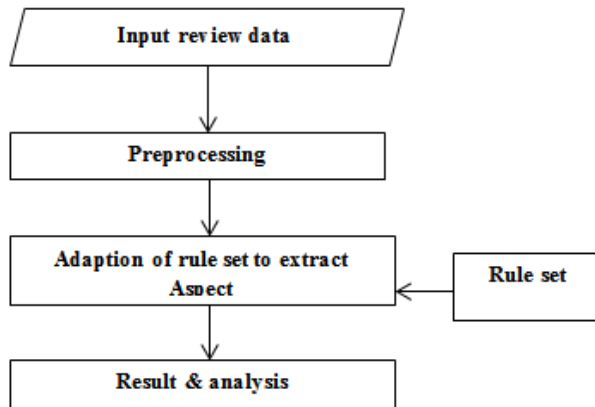 Input review data
Preprocessing
Adaption of rule set to extract
Aspect
Rule set
Result & analysis